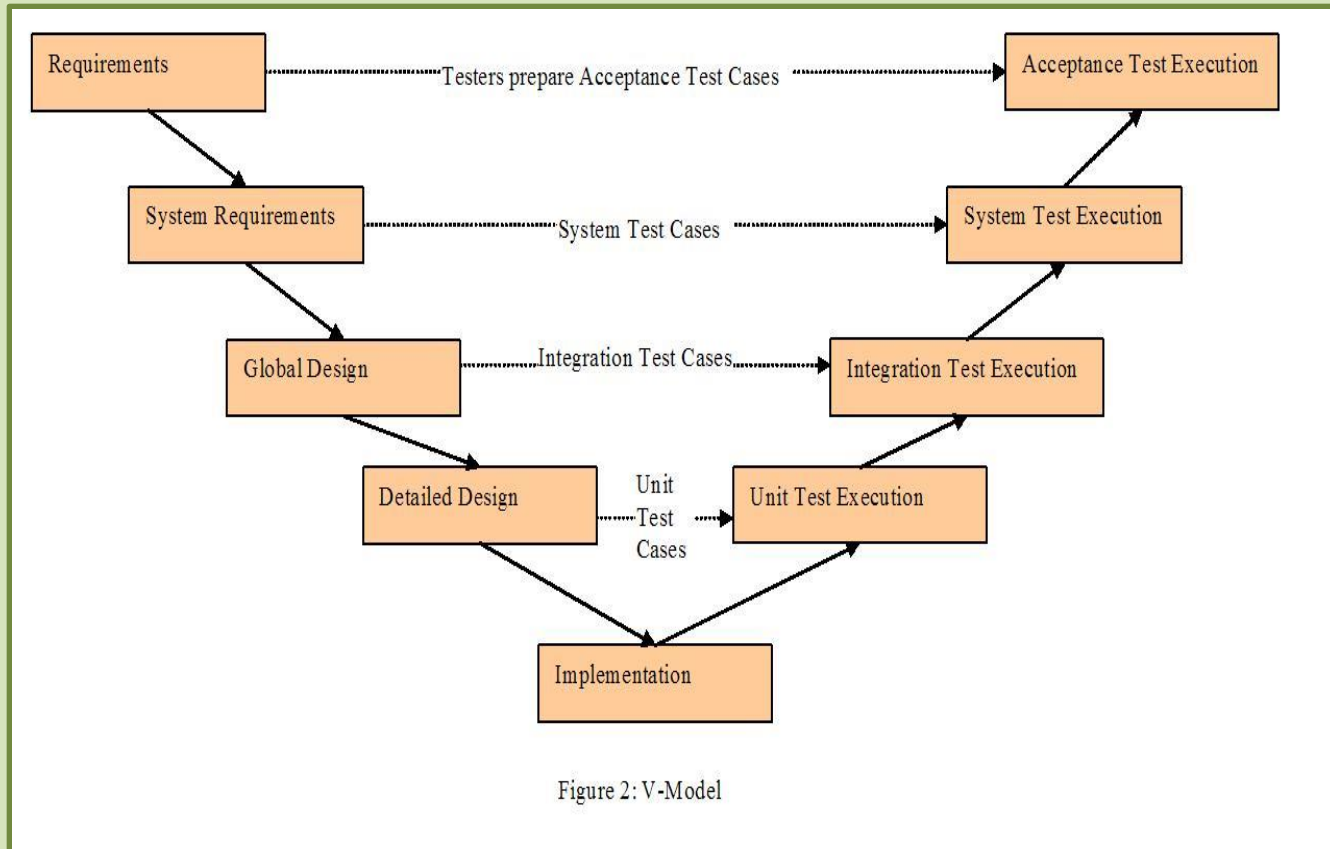 Requirements
Testers prepare Acceptance Test Cases
Acceptance Test Execution
System Requirements
System Test Cases
System Test Execution
Global Design
Integration Test Cases
Integration Test Execution
Detailed Design
Unit
Test
Cases
Unit Test Execution
Implementation
Figure 2: V-Model